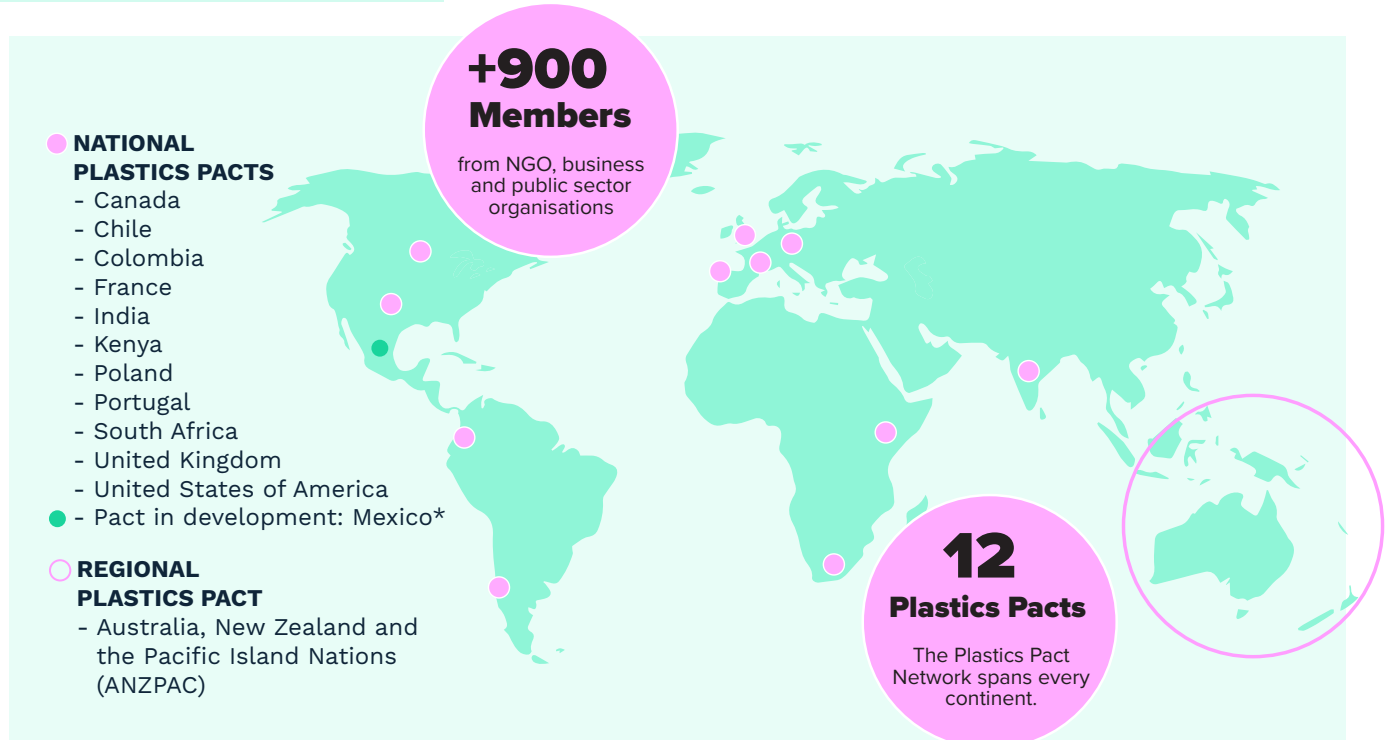 +900
Members
from NGO, business
and public sector
organisations
NATIONAL
PLASTICS PACTS
- Canada
- Chile
- Colombia
- France
- India
- Kenya
- Poland
- Portugal
- South Africa
- United Kingdom
- United States of America
- Pact in development: Mexico*
REGIONAL
PLASTICS PACT
- Australia, New Zealand and
the Pacific Island Nations
(ANZPAC)
12
Plastics Pacts
The Plastics Pact
Network spans every
continent.